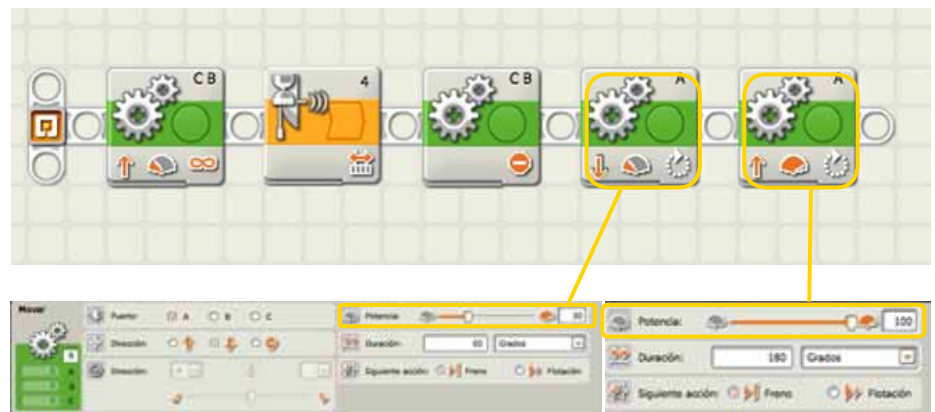 C B
4
C B
A
A
Mover
Puerto: A B C
Dirección:
Dirección:
A
B
C
Potencia: 30
Duración: 60 Grados
Siguiente acción: Freno Flotación
Potencia: 100
Duración: 180 Grados
Siguiente acción: Freno Flotación